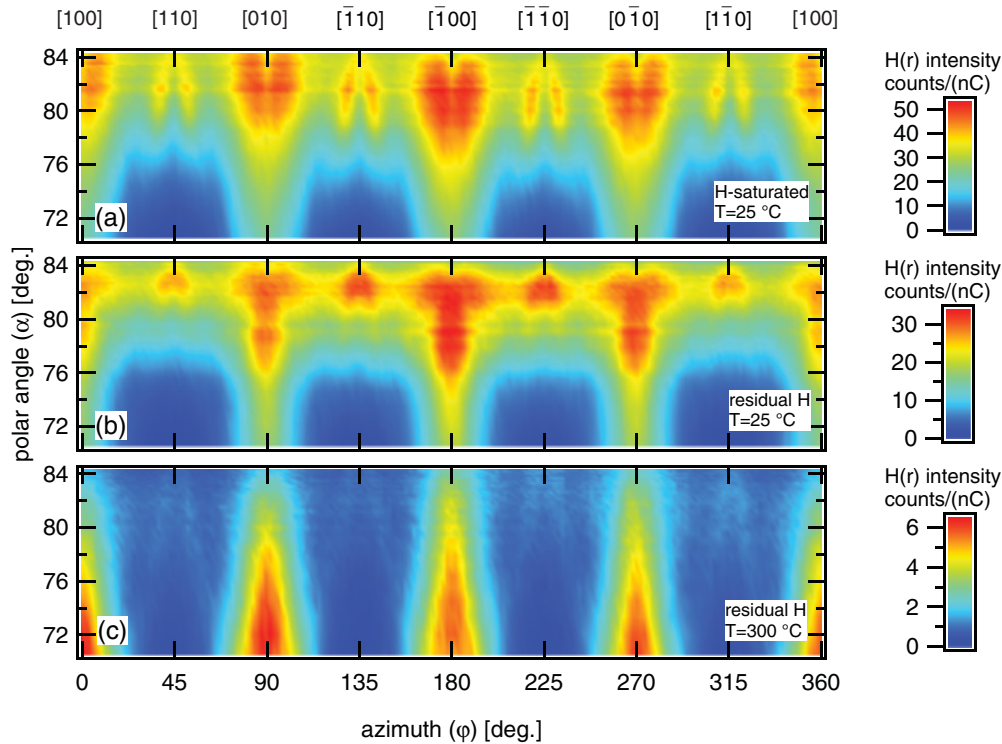 [100] [110] [010] [1̄10] [1̄00] [1̄1̄0] [01̄0] [11̄0] [100]
84
80
76
72
(a)
H-saturated
T=25 °C
H(r) intensity
counts/(nC)
50
40
30
20
10
0
polar angle (α) [deg.]
84
80
76
72
(b)
residual H
T=25 °C
H(r) intensity
counts/(nC)
30
20
10
0
84
80
76
72
(c)
residual H
T=300 °C
H(r) intensity
counts/(nC)
6
4
2
0
0 45 90 135 180 225 270 315 360
azimuth (φ) [deg.]